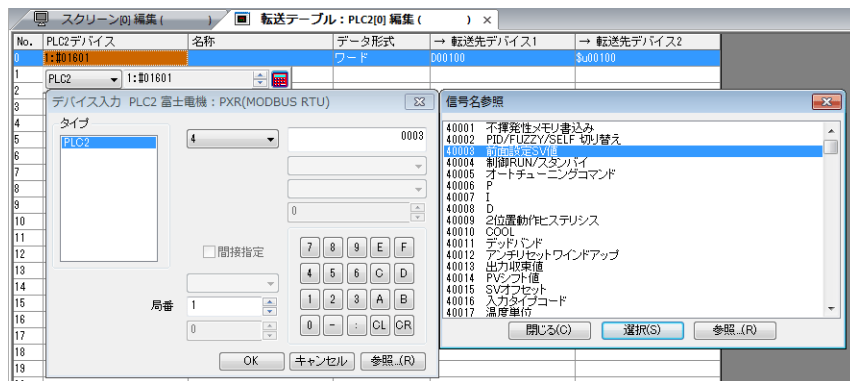 スクリーン[0] 編集 ( )
転送テーブル : PLC2[0] 編集 ( ) ×
No. PLC2デバイス 名称 データ形式 → 転送先デバイス1 → 転送先デバイス2
0 1:#01601 ワード D00100 $u00100
1 PLC2 1:#01601
2
3
4
5
6
7
8
9
10
11
12
13
14
15
16
17
18
19
デバイス入力 PLC2 富士電機 : PXR(MODBUS RTU)
タイプ
PLC2
4
0003
0
間接指定
7 8 9 E F
4 5 6 C D
1 2 3 A B
0 - : CL CR
局番 1
0
OK キャンセル 参照...(R)
信号名参照
40001 不揮発性メモリ書込み
40002 PID/FUZZY/SELF 切り替え
40003 前面設定SV値
40004 制御RUN/スタンバイ
40005 オートチューニングコマンド
40006 P
40007 I
40008 D
40009 2位置動作ヒステリシス
40010 COOL
40011 デッドバンド
40012 アンチリセットワインドアップ
40013 出力収束値
40014 PVシフト値
40015 SVオフセット
40016 入力タイプコード
40017 温度単位
閉じる(C) 選択(S) 参照...(R)